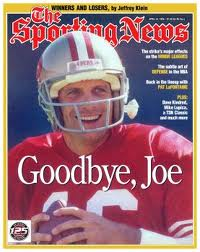 WINNERS AND LOSERS, by Jeffrey Klein
The
Sporting News
The strike's major effects
on the MINOR LEAGUES
The subtle art of
DEFENSE in the NBA
Back in the lineup with
PAT LaFONTAINE
PLUS:
Dave Kindred,
Mike Lupica,
a TSN Classic
and much more
Goodbye, Joe
125